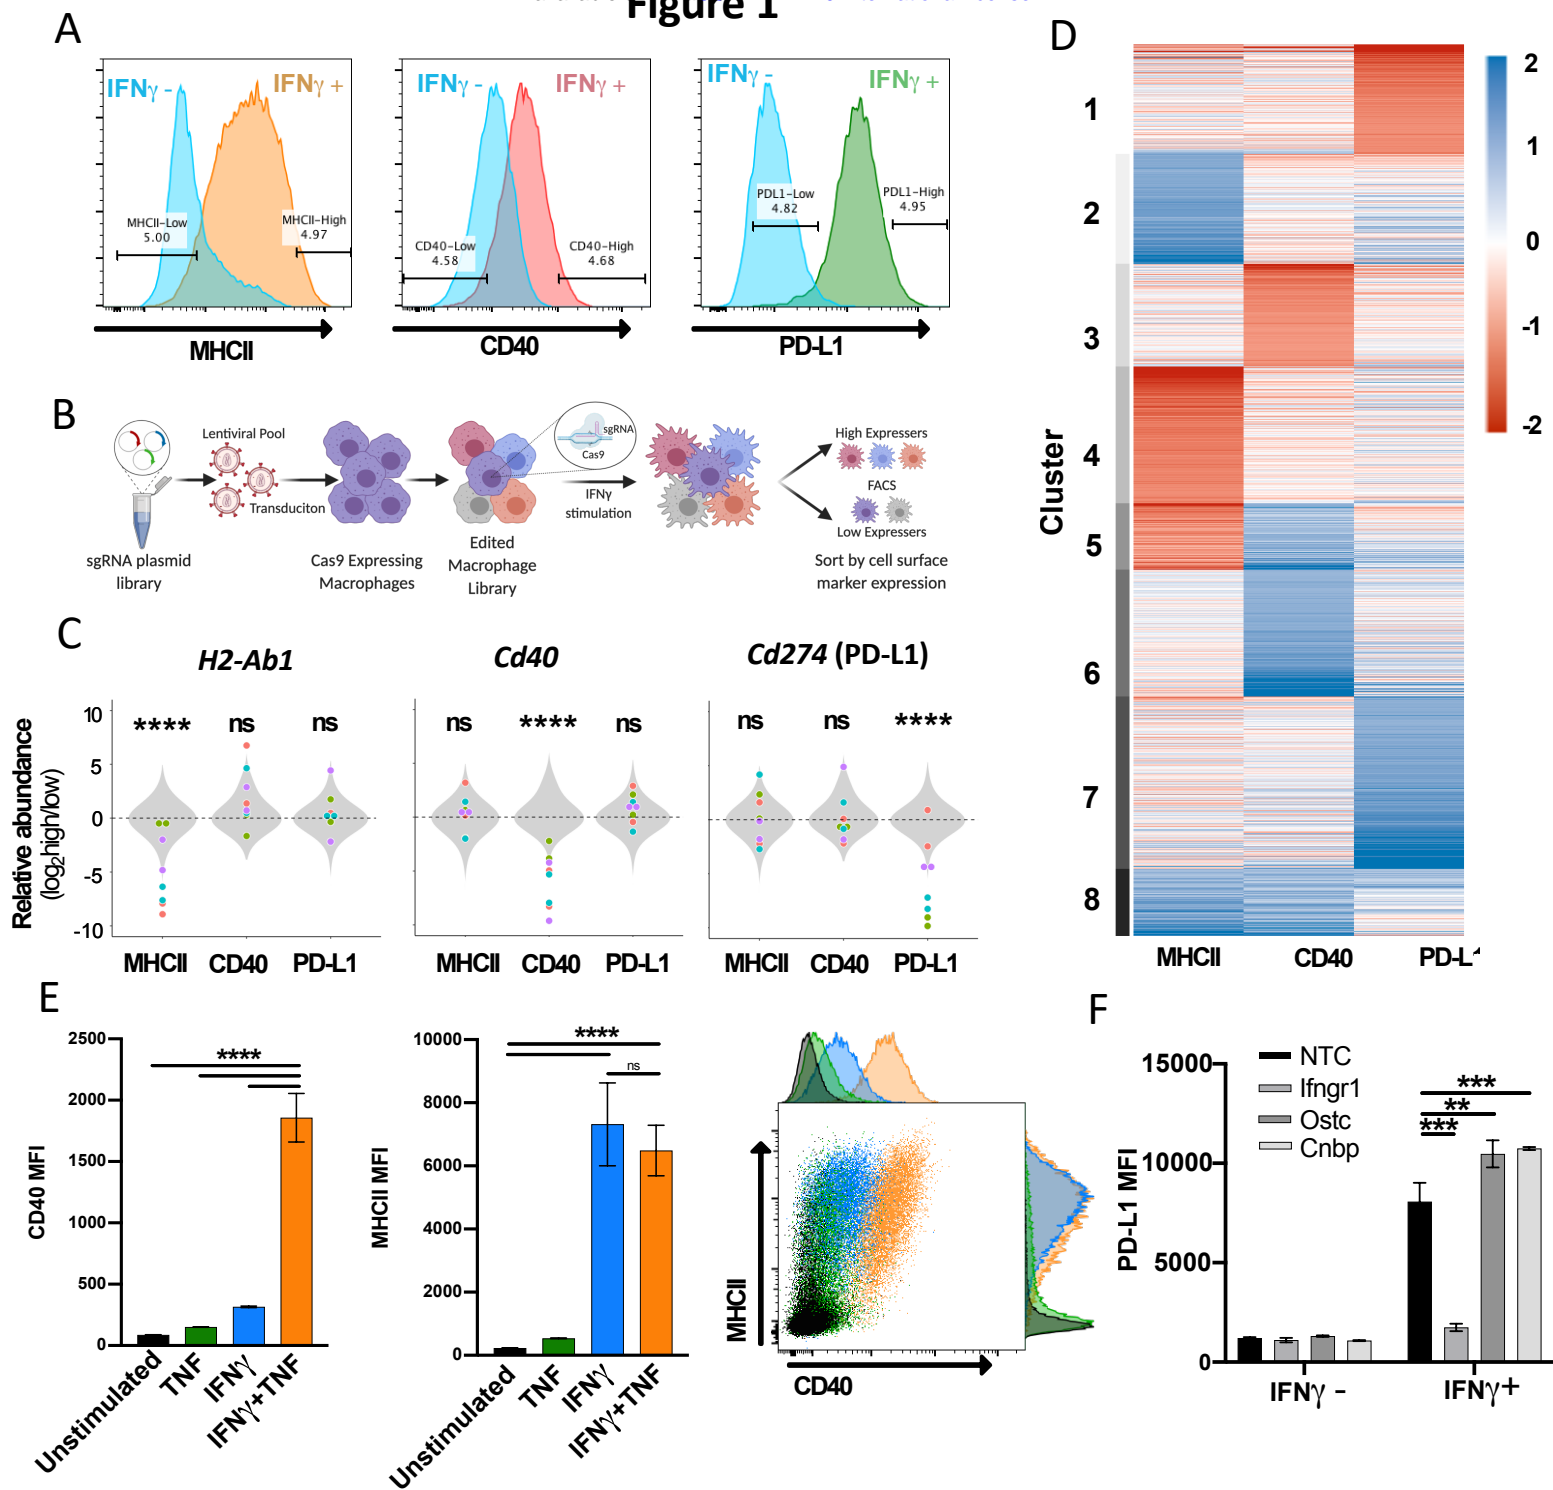 Figure 1
A
IFNγ -
IFNγ +
MHCII-Low
5.00
MHCII-High
4.97
MHCII
IFNγ -
IFNγ +
CD40-Low
4.58
CD40-High
4.68
CD40
IFNγ -
IFNγ +
PDL1-Low
4.82
PDL1-High
4.95
PD-L1
B
Lentiviral Pool
Transduciton
sgRNA plasmid
library
Cas9 Expressing
Macrophages
Edited
Macrophage
Library
sgRNA
Cas9
IFNγ
stimulation
High Expressers
FACS
Low Expressers
Sort by cell surface
marker expression
C
H2-Ab1
Cd40
Cd274 (PD-L1)
Relative abundance
(log2high/low)
10
5
0
-5
-10
**** ns ns
ns **** ns
ns ns ****
MHCII CD40 PD-L1
MHCII CD40 PD-L1
MHCII CD40 PD-L1
D
Cluster
1
2
3
4
5
6
7
8
MHCII CD40 PD-L
2
1
0
-1
-2
E
CD40 MFI
2500
2000
1500
1000
500
0
****
Unstimulated
TNF
IFNγ
IFNγ+TNF
MHCII MFI
10000
8000
6000
4000
2000
0
****
ns
Unstimulated
TNF
IFNγ
IFNγ+TNF
MHCII
CD40
F
PD-L1 MFI
15000
10000
5000
0
NTC
Ifngr1
Ostc
Cnbp
***
**
***
IFNγ -
IFNγ+